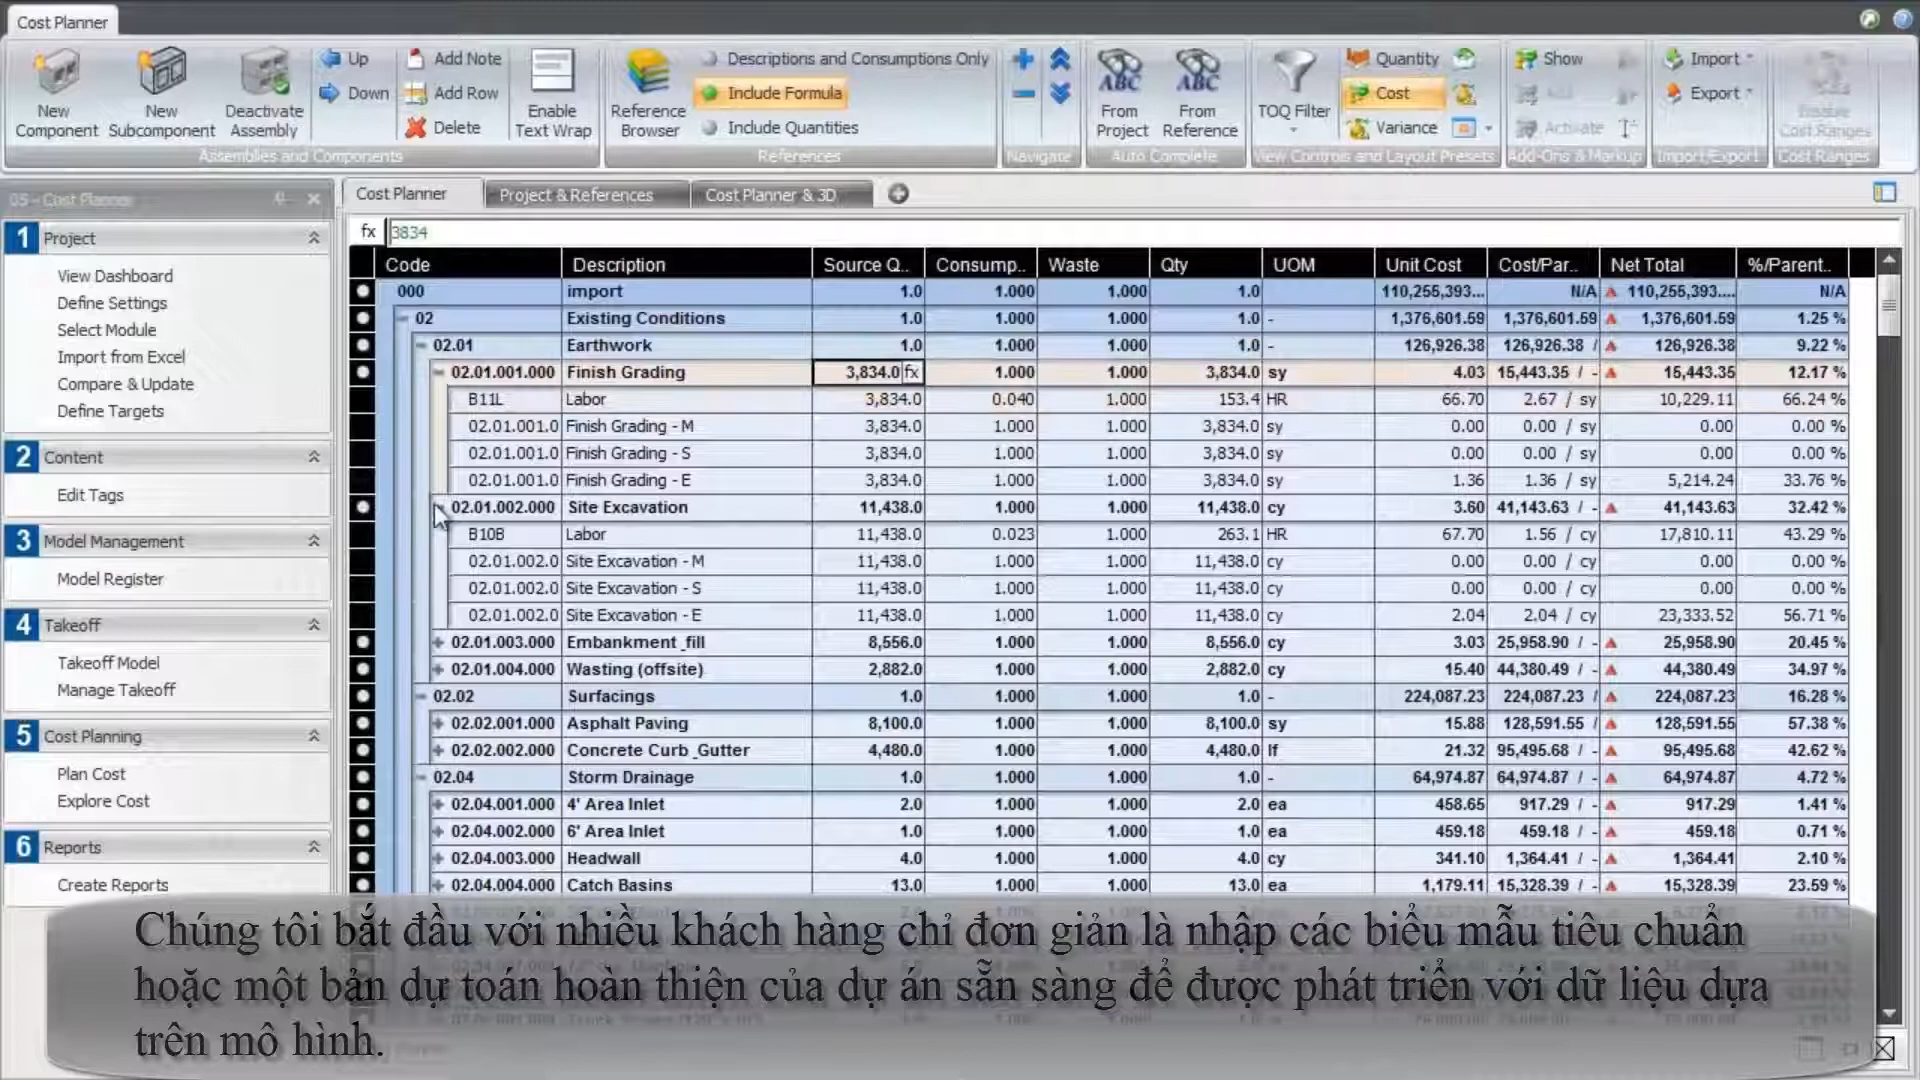 Cost Planner
Up
Add Note
Descriptions and Consumptions Only
Quantity
Show
Import
Down
Add Row
Include Formula
Cost
Export
New Component
New Subcomponent
Deactivate Assembly
Delete
Enable Text Wrap
Reference Browser
Include Quantities
From Project
From Reference
TOQ Filter
Variance
Activate
Enable Cost Ranges
Assemblies and Components
References
Navigate
Auto Complete
View Controls and Layout Presets
Add-Ons & Markup
Import/Export
Cost Ranges
05 - Cost Planner
1 Project
View Dashboard
Define Settings
Select Module
Import from Excel
Compare & Update
Define Targets
2 Content
Edit Tags
3 Model Management
Model Register
4 Takeoff
Takeoff Model
Manage Takeoff
5 Cost Planning
Plan Cost
Explore Cost
6 Reports
Create Reports
Cost Planner Project & References Cost Planner & 3D
fx 3834
Code Description Source Q.. Consump.. Waste Qty UOM Unit Cost Cost/Par.. Net Total %/Parent..
000 import 1.0 1.000 1.000 1.0 110,255,393... N/A 110,255,393.... N/A
02 Existing Conditions 1.0 1.000 1.000 1.0 - 1,376,601.59 1,376,601.59 1,376,601.59 1.25 %
02.01 Earthwork 1.0 1.000 1.000 1.0 - 126,926.38 126,926.38 / 126,926.38 9.22 %
02.01.001.000 Finish Grading 3,834.0 fx 1.000 1.000 3,834.0 sy 4.03 15,443.35 / - 15,443.35 12.17 %
B11L Labor 3,834.0 0.040 1.000 153.4 HR 66.70 2.67 / sy 10,229.11 66.24 %
02.01.001.0 Finish Grading - M 3,834.0 1.000 1.000 3,834.0 sy 0.00 0.00 / sy 0.00 0.00 %
02.01.001.0 Finish Grading - S 3,834.0 1.000 1.000 3,834.0 sy 0.00 0.00 / sy 0.00 0.00 %
02.01.001.0 Finish Grading - E 3,834.0 1.000 1.000 3,834.0 sy 1.36 1.36 / sy 5,214.24 33.76 %
02.01.002.000 Site Excavation 11,438.0 1.000 1.000 11,438.0 cy 3.60 41,143.63 / - 41,143.63 32.42 %
B10B Labor 11,438.0 0.023 1.000 263.1 HR 67.70 1.56 / cy 17,810.11 43.29 %
02.01.002.0 Site Excavation - M 11,438.0 1.000 1.000 11,438.0 cy 0.00 0.00 / cy 0.00 0.00 %
02.01.002.0 Site Excavation - S 11,438.0 1.000 1.000 11,438.0 cy 0.00 0.00 / cy 0.00 0.00 %
02.01.002.0 Site Excavation - E 11,438.0 1.000 1.000 11,438.0 cy 2.04 2.04 / cy 23,333.52 56.71 %
02.01.003.000 Embankment _fill 8,556.0 1.000 1.000 8,556.0 cy 3.03 25,958.90 / - 25,958.90 20.45 %
02.01.004.000 Wasting (offsite) 2,882.0 1.000 1.000 2,882.0 cy 15.40 44,380.49 / - 44,380.49 34.97 %
02.02 Surfacings 1.0 1.000 1.000 1.0 - 224,087.23 224,087.23 / 224,087.23 16.28 %
02.02.001.000 Asphalt Paving 8,100.0 1.000 1.000 8,100.0 sy 15.88 128,591.55 / 128,591.55 57.38 %
02.02.002.000 Concrete Curb_Gutter 4,480.0 1.000 1.000 4,480.0 lf 21.32 95,495.68 / - 95,495.68 42.62 %
02.04 Storm Drainage 1.0 1.000 1.000 1.0 - 64,974.87 64,974.87 / - 64,974.87 4.72 %
02.04.001.000 4' Area Inlet 2.0 1.000 1.000 2.0 ea 458.65 917.29 / - 917.29 1.41 %
02.04.002.000 6' Area Inlet 1.0 1.000 1.000 1.0 ea 459.18 459.18 / - 459.18 0.71 %
02.04.003.000 Headwall 4.0 1.000 1.000 4.0 cy 341.10 1,364.41 / - 1,364.41 2.10 %
02.04.004.000 Catch Basins 13.0 1.000 1.000 13.0 ea 1,179.11 15,328.39 / - 15,328.39 23.59 %
Chúng tôi bắt đầu với nhiều khách hàng chỉ đơn giản là nhập các biểu mẫu tiêu chuẩn
hoặc một bản dự toán hoàn thiện của dự án sẵn sàng để được phát triển với dữ liệu dựa
trên mô hình.